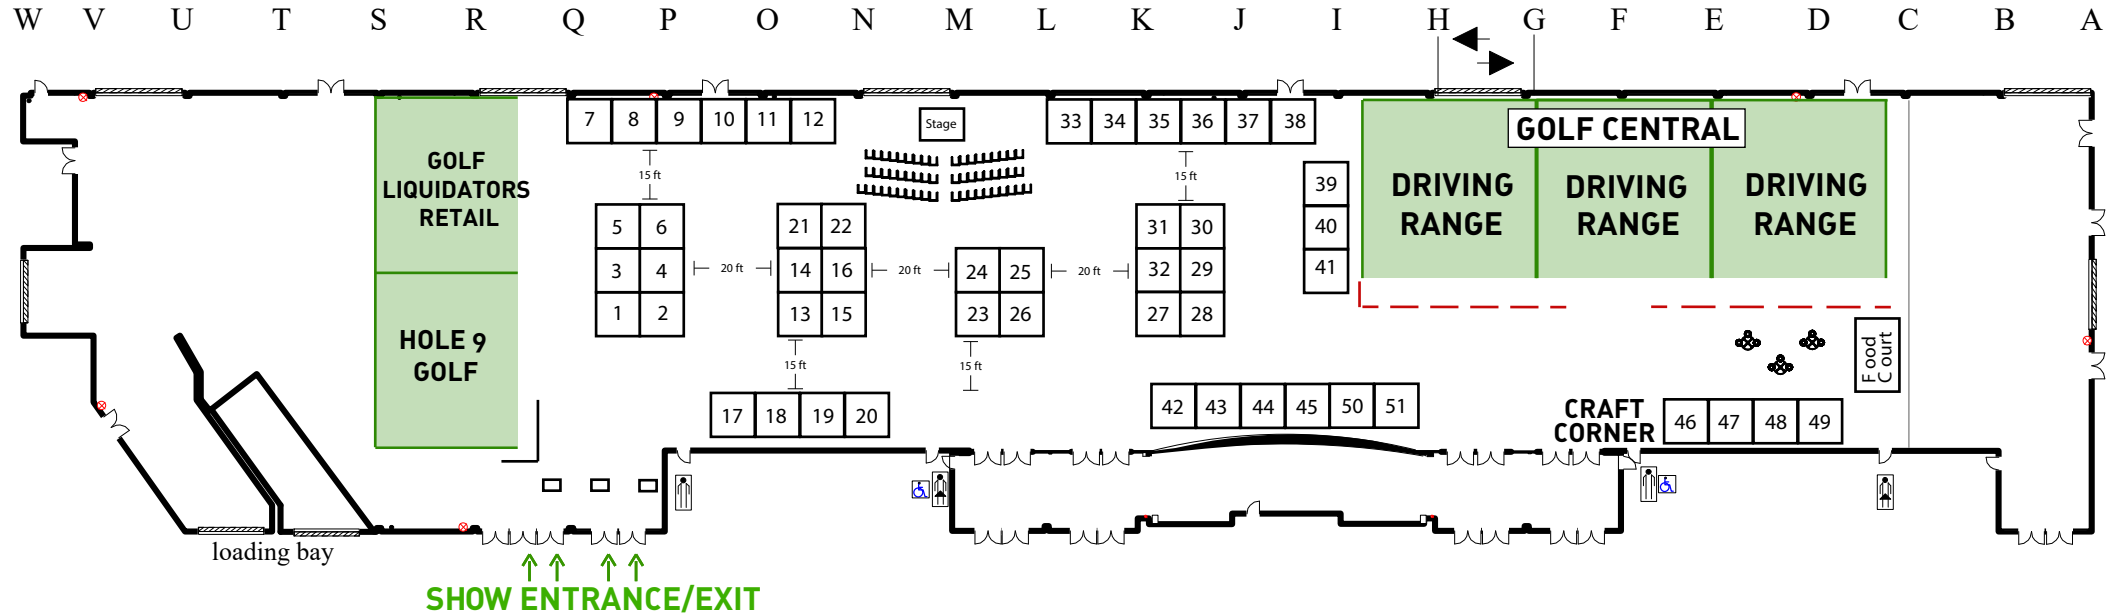 W V U T S R Q P O N M L K J I H G F E D C B A
7 8 9 10 11 12
Stage
33 34 35 36 37 38
GOLF CENTRAL
GOLF
LIQUIDATORS
RETAIL
15 ft
15 ft
39
40
41
DRIVING
RANGE
DRIVING
RANGE
DRIVING
RANGE
5 6
3 4
1 2
20 ft
21 22
14 16
13 15
20 ft
24 25
23 26
20 ft
31 30
32 29
27 28
HOLE 9
GOLF
15 ft
15 ft
Food
Court
17 18 19 20
42 43 44 45 50 51
CRAFT
CORNER
46 47 48 49
loading bay
SHOW ENTRANCE/EXIT